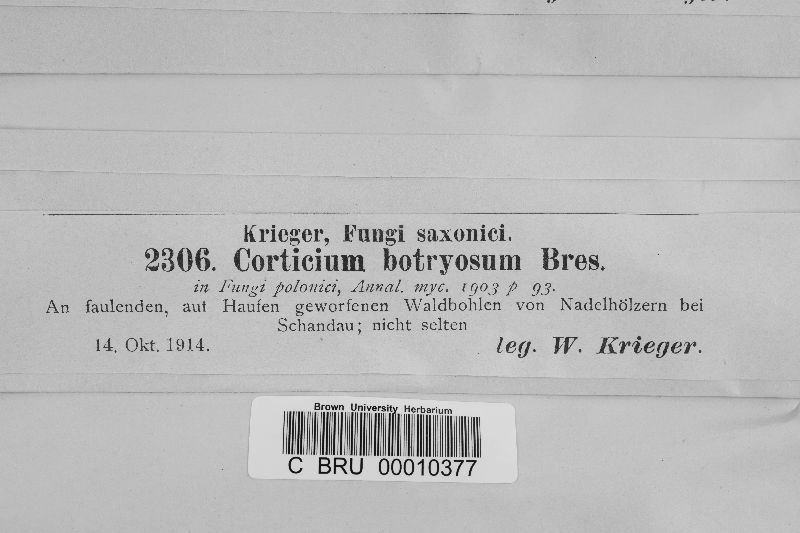 Krieger, Fungi saxonici.
2306. Corticium botryosum Bres.
in Fungi polonici, Annal. myc. 1903 p 93.
An faulenden, auf Haufen geworfenen Waldbohlen von Nadelhölzern bei
Schandau; nicht selten
14. Okt. 1914.
leg. W. Krieger.
Brown University Herbarium
C BRU 00010377